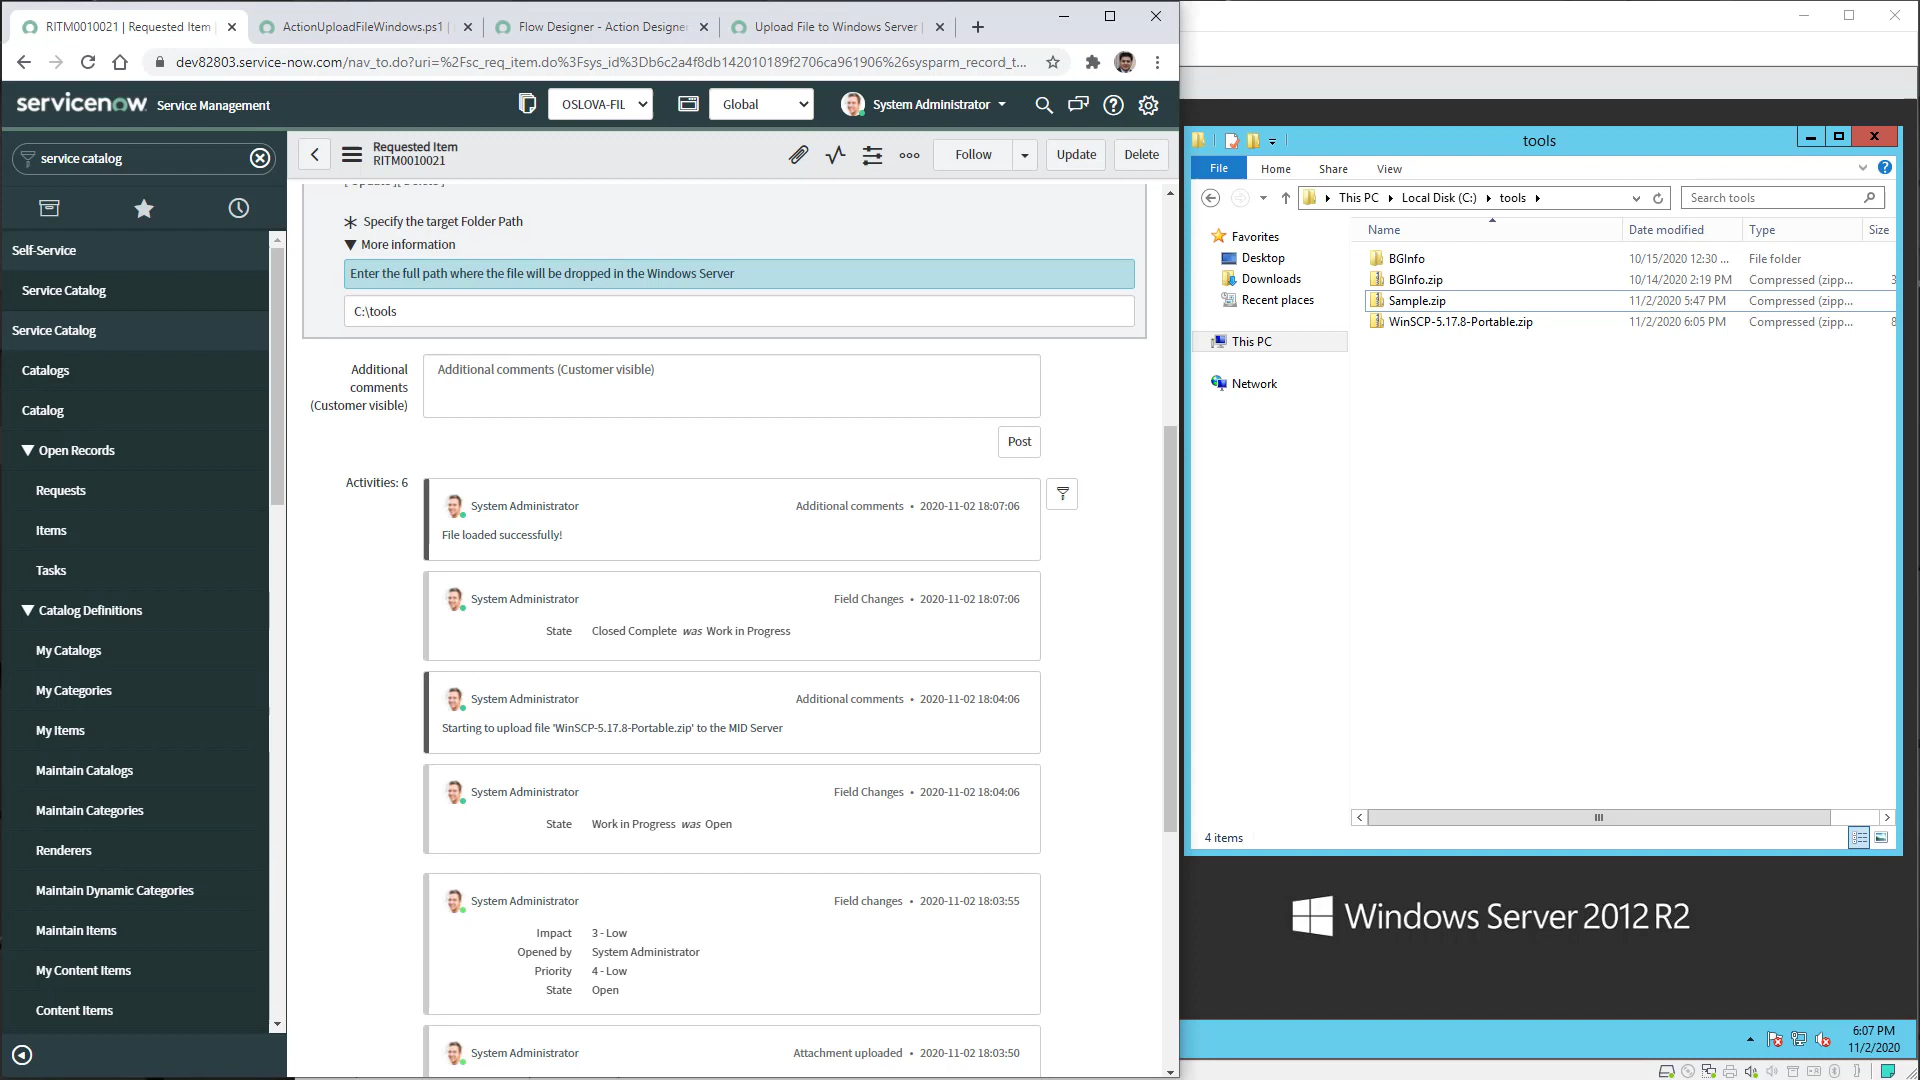 RITM0010021 | Requested Item |
ActionUploadFileWindows.ps1 |
Flow Designer - Action Designer
Upload File to Windows Server |
dev82803.service-now.com/nav_to.do?uri=%2Fsc_req_item.do%3Fsys_id%3Db6c2a4f8db142010189f2706ca961906%26sysparm_record_t...
servicenow Service Management
OSLOVA-FIL
Global
System Administrator
service catalog
Self-Service
Service Catalog
Service Catalog
Catalogs
Catalog
Open Records
Requests
Items
Tasks
Catalog Definitions
My Catalogs
My Categories
My Items
Maintain Catalogs
Maintain Categories
Renderers
Maintain Dynamic Categories
Maintain Items
My Content Items
Content Items
Requested Item
RITM0010021
Follow
Update
Delete
Specify the target Folder Path
More information
Enter the full path where the file will be dropped in the Windows Server
C:\tools
Additional comments (Customer visible)
Additional comments (Customer visible)
Post
Activities: 6
System Administrator Additional comments • 2020-11-02 18:07:06
File loaded successfully!
System Administrator Field Changes • 2020-11-02 18:07:06
State Closed Complete was Work in Progress
System Administrator Additional comments • 2020-11-02 18:04:06
Starting to upload file 'WinSCP-5.17.8-Portable.zip' to the MID Server
System Administrator Field Changes • 2020-11-02 18:04:06
State Work in Progress was Open
System Administrator Field changes • 2020-11-02 18:03:55
Impact 3 - Low
Opened by System Administrator
Priority 4 - Low
State Open
System Administrator Attachment uploaded • 2020-11-02 18:03:50
tools
File Home Share View
This PC Local Disk (C:) tools
Search tools
Name Date modified Type Size
BGInfo 10/15/2020 12:30 ... File folder
BGInfo.zip 10/14/2020 2:19 PM Compressed (zipp... 3
Sample.zip 11/2/2020 5:47 PM Compressed (zipp...
WinSCP-5.17.8-Portable.zip 11/2/2020 6:05 PM Compressed (zipp... 8
Favorites
Desktop
Downloads
Recent places
This PC
Network
4 items
Windows Server 2012 R2
6:07 PM
11/2/2020